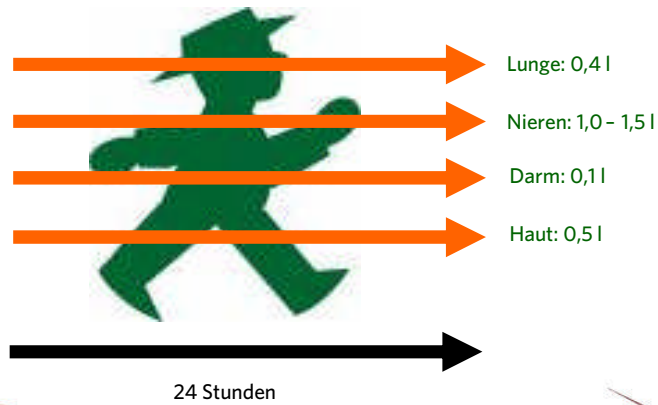 Lunge: 0,4 l
Nieren: 1,0 – 1,5 l
Darm: 0,1 l
Haut: 0,5 l
24 Stunden